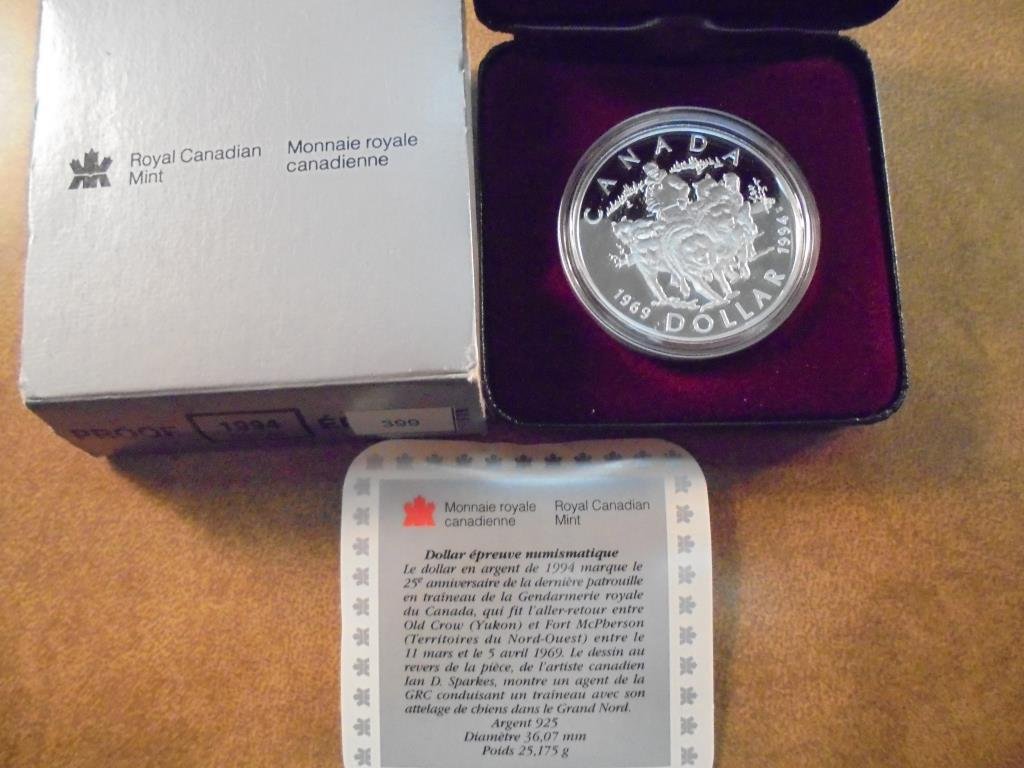 Royal Canadian
Mint
Monnaie royale
canadienne
PROOF 1994
399
CANADA
1969 DOLLAR 1994
Monnaie royale
canadienne
Royal Canadian
Mint
Dollar épreuve numismatique
Le dollar en argent de 1994 marque le
25e anniversaire de la dernière patrouille
en traîneau de la Gendarmerie royale
du Canada, qui fit l'aller-retour entre
Old Crow (Yukon) et Fort McPherson
(Territoires du Nord-Ouest) entre le
11 mars et le 5 avril 1969. Le dessin au
revers de la pièce, de l'artiste canadien
Ian D. Sparkes, montre un agent de la
GRC conduisant un traîneau avec son
attelage de chiens dans le Grand Nord.
Argent 925
Diamètre 36,07 mm
Poids 25,175 g